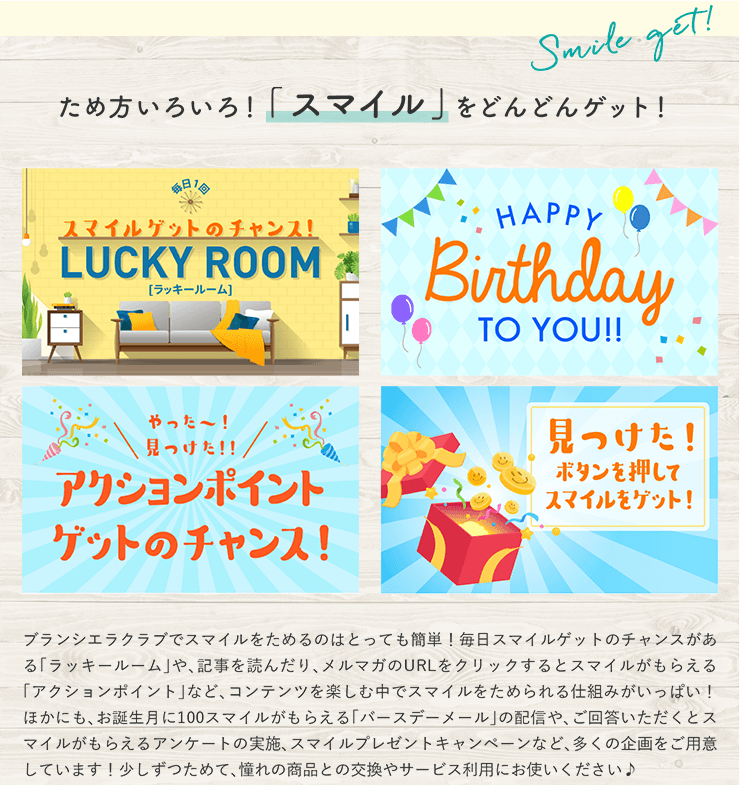 Smile get!
ため方いろいろ！「スマイル」をどんどんゲット！
毎日1回
スマイルゲットのチャンス！
LUCKY ROOM
[ラッキールーム]
HAPPY
Birthday
TO YOU!!
やった〜！
見つけた!!
アクションポイント
ゲットのチャンス！
見つけた！
ボタンを押して
スマイルをゲット！
ブランシエラクラブでスマイルをためるのはとっても簡単！毎日スマイルゲットのチャンスがあ
る「ラッキールーム」や、記事を読んだり、メルマガのURLをクリックするとスマイルがもらえる
「アクションポイント」など、コンテンツを楽しむ中でスマイルをためられる仕組みがいっぱい！
ほかにも、お誕生月に100スマイルがもらえる「バースデーメール」の配信や、ご回答いただくとス
マイルがもらえるアンケートの実施、スマイルプレゼントキャンペーンなど、多くの企画をご用意
しています！少しずつためて、憧れの商品との交換やサービス利用にお使いください♪